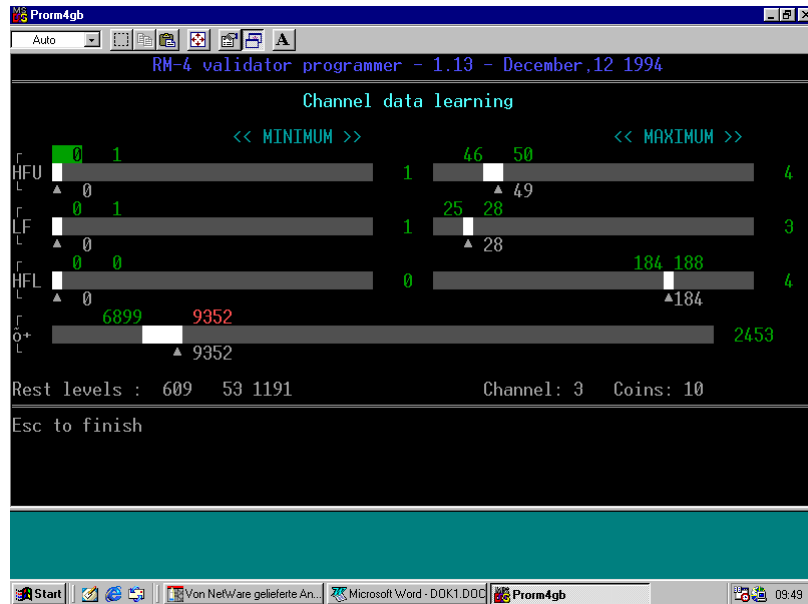 Prorm4gb
Auto
A
RM-4 validator programmer - 1.13 - December,12 1994
Channel data learning
<< MINIMUM >> << MAXIMUM >>
0 1 46 50
HFU 1 4
0 49
0 1 25 28
LF 1 3
0 28
0 0 184 188
HFL 0 4
0 184
6899 9352
õ+ 2453
9352
Rest levels : 609 53 1191 Channel: 3 Coins: 10
Esc to finish
Start Von NetWare gelieferte An... Microsoft Word - DOK1.DOC Prorm4gb 09:49